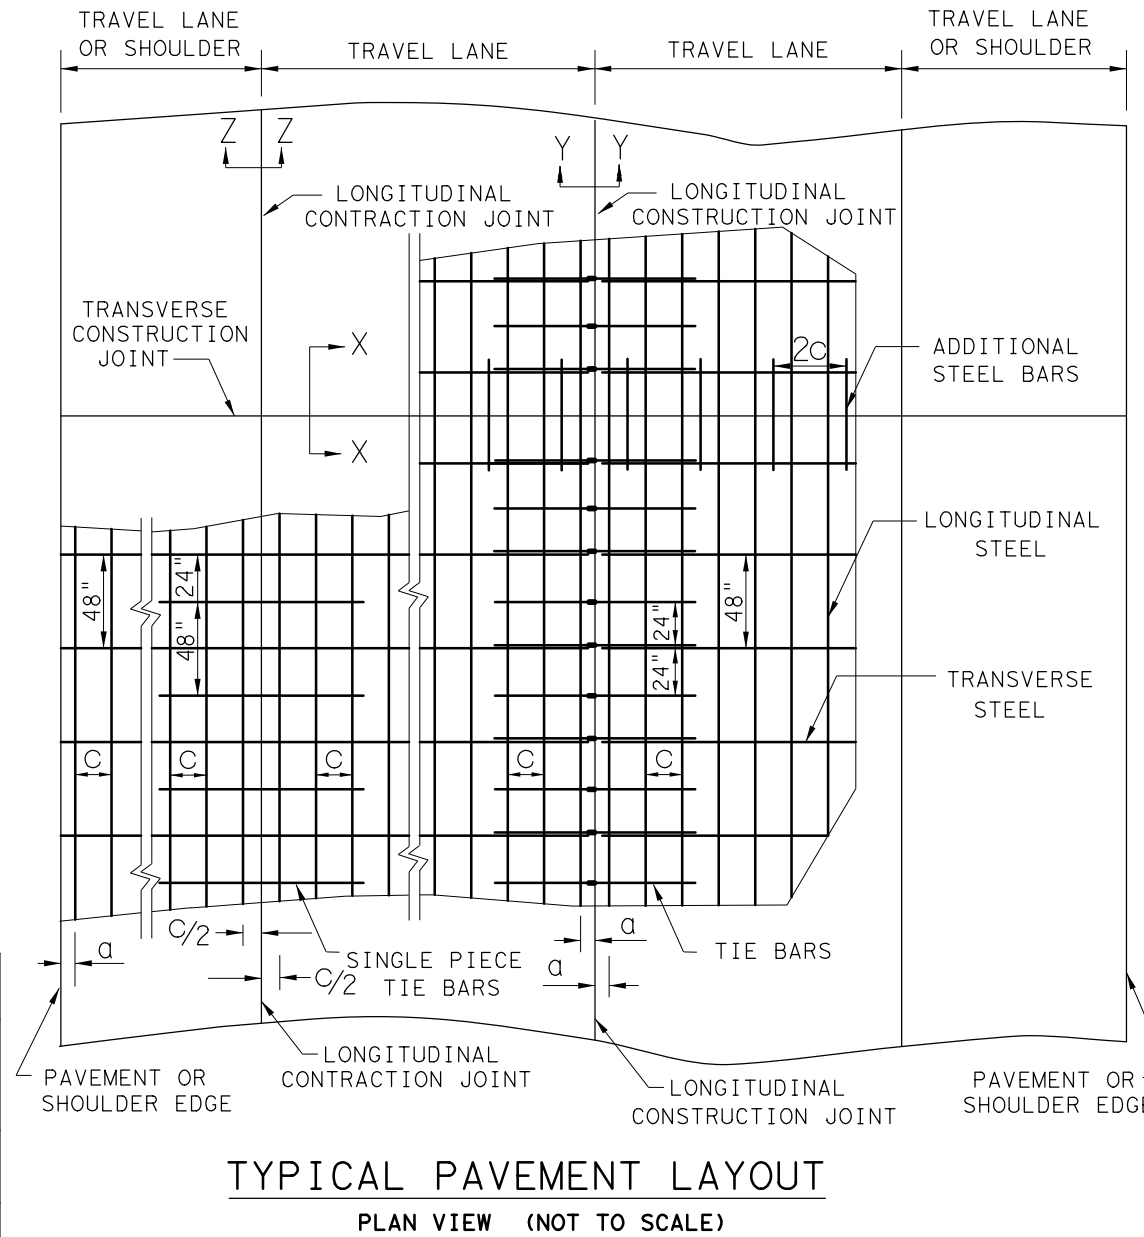 TRAVEL LANE
OR SHOULDER
TRAVEL LANE
TRAVEL LANE
TRAVEL LANE
OR SHOULDER
Z Z
Y Y
LONGITUDINAL
CONTRACTION JOINT
LONGITUDINAL
CONSTRUCTION JOINT
TRANSVERSE
CONSTRUCTION
JOINT
X
X
2C
ADDITIONAL
STEEL BARS
LONGITUDINAL
STEEL
48"
24"
48"
24"
24"
48"
TRANSVERSE
STEEL
C
C
C
C
C
C/2
a
SINGLE PIECE
TIE BARS
C/2
a
a
TIE BARS
LONGITUDINAL
CONTRACTION JOINT
PAVEMENT OR
SHOULDER EDGE
LONGITUDINAL
CONSTRUCTION JOINT
PAVEMENT OR
SHOULDER EDGE
TYPICAL PAVEMENT LAYOUT
PLAN VIEW (NOT TO SCALE)